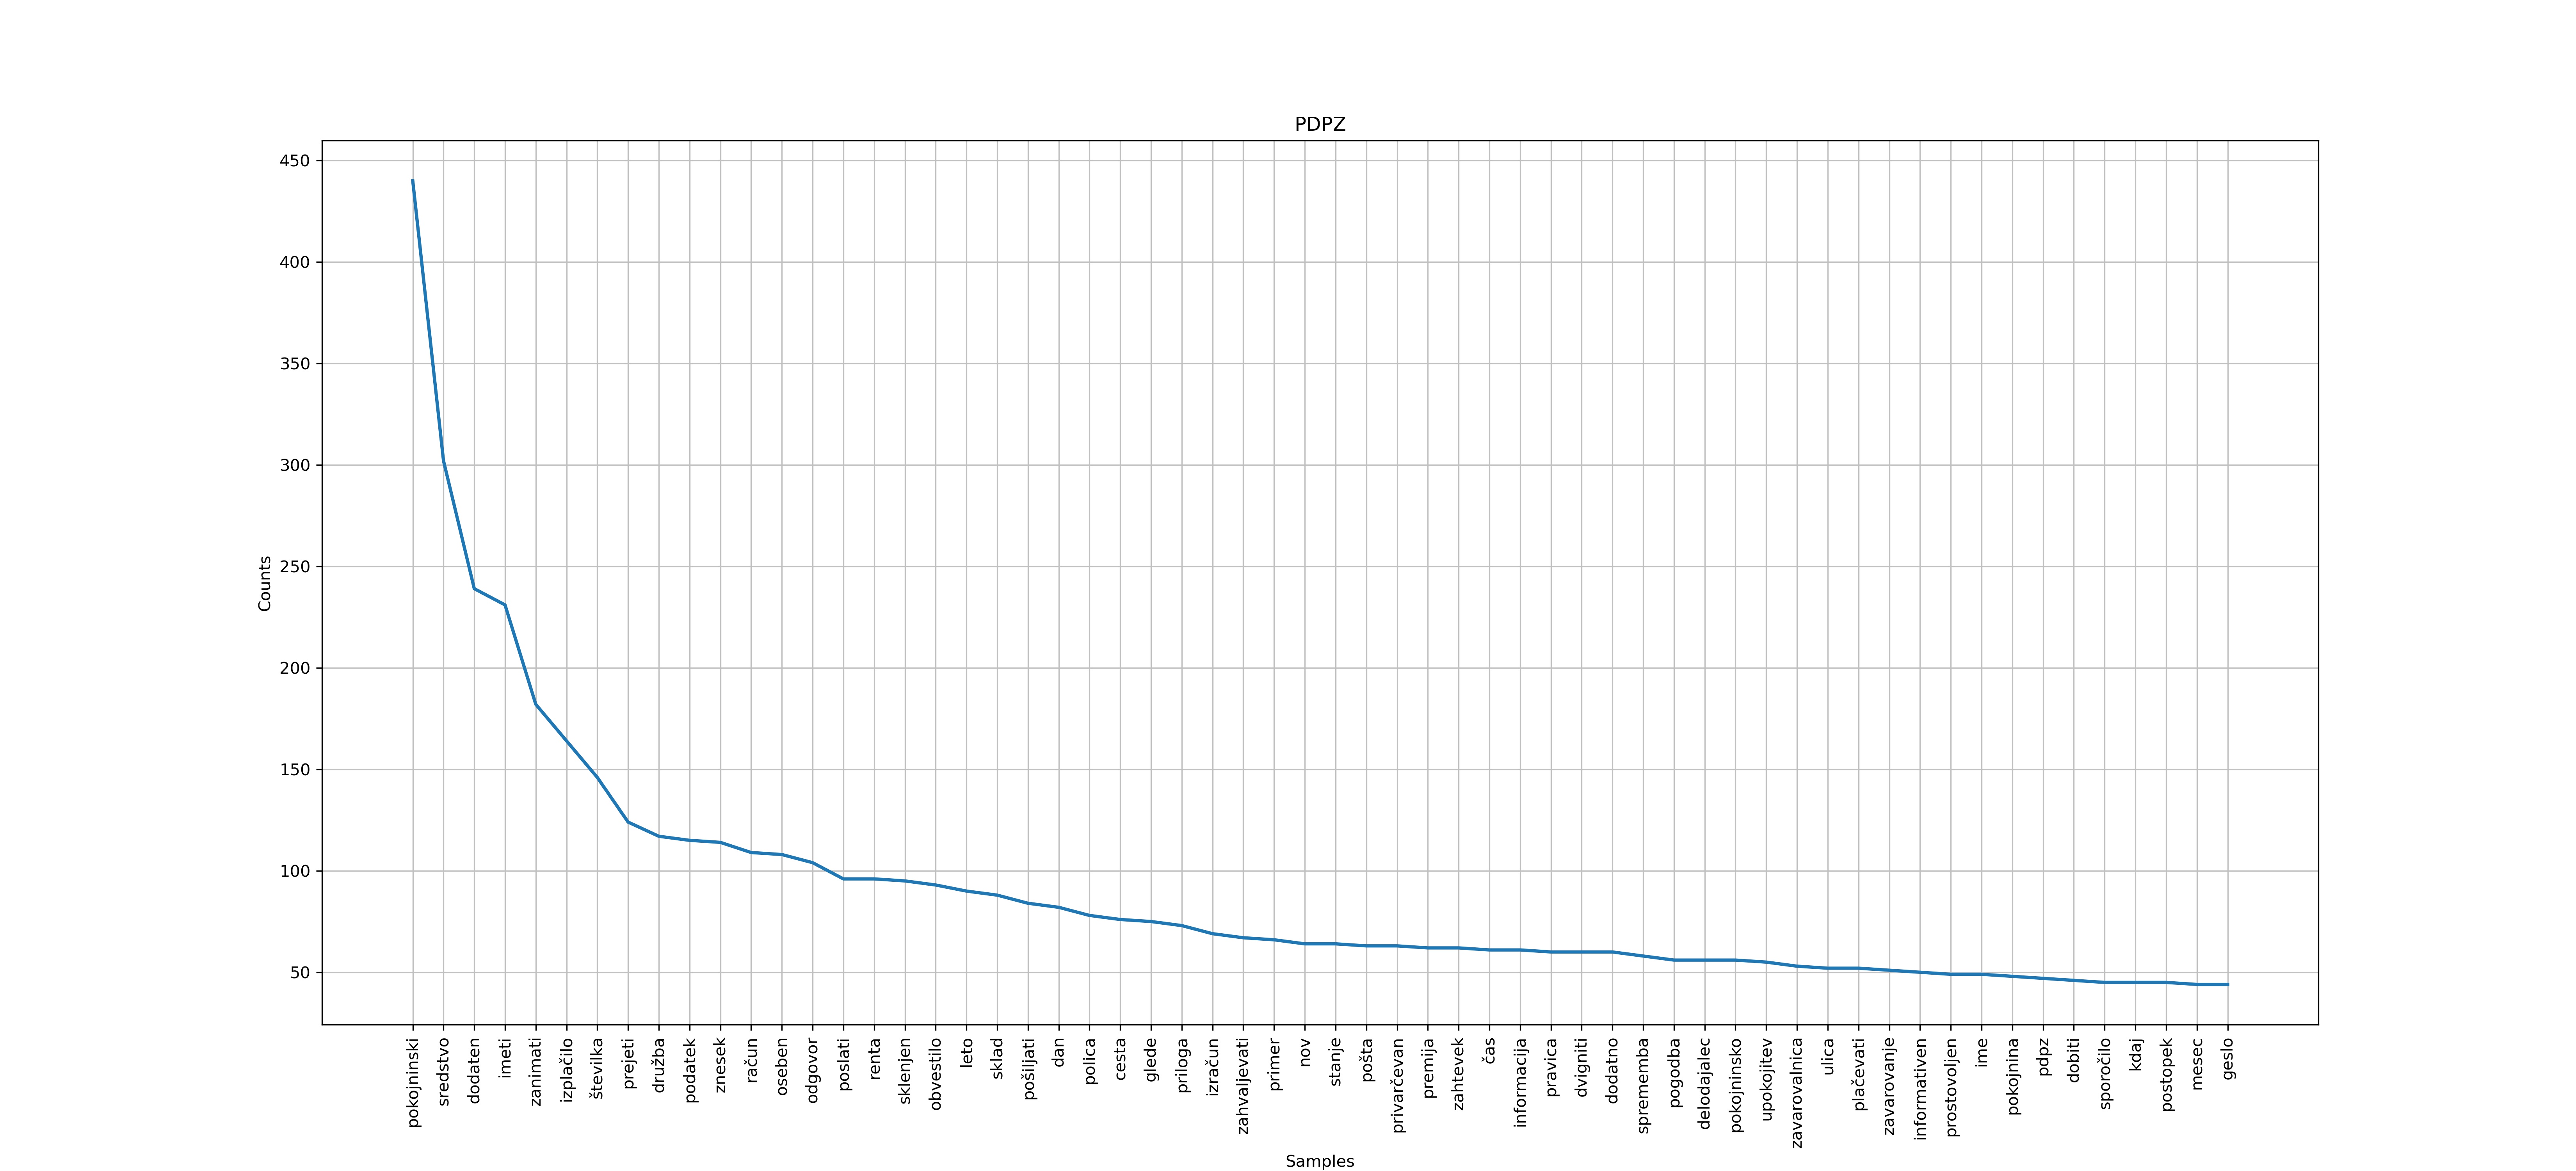 PDPZ
450
400
350
300
250
200
150
100
50
Counts
pokojninski
sredstvo
dodaten
imeti
zanimati
izplačilo
številka
prejeti
družba
podatek
znesek
račun
oseben
odgovor
poslati
renta
sklenjen
obvestilo
leto
sklad
pošiljati
dan
polica
cesta
glede
priloga
izračun
zahvaljevati
primer
nov
stanje
pošta
privarčevan
premija
zahtevek
čas
informacija
pravica
dvigniti
dodatno
sprememba
pogodba
delodajalec
pokojninsko
upokojitev
zavarovalnica
ulica
plačevati
zavarovanje
informativen
prostovoljen
ime
pokojnina
pdpz
dobiti
sporočilo
kdaj
postopek
mesec
geslo
Samples